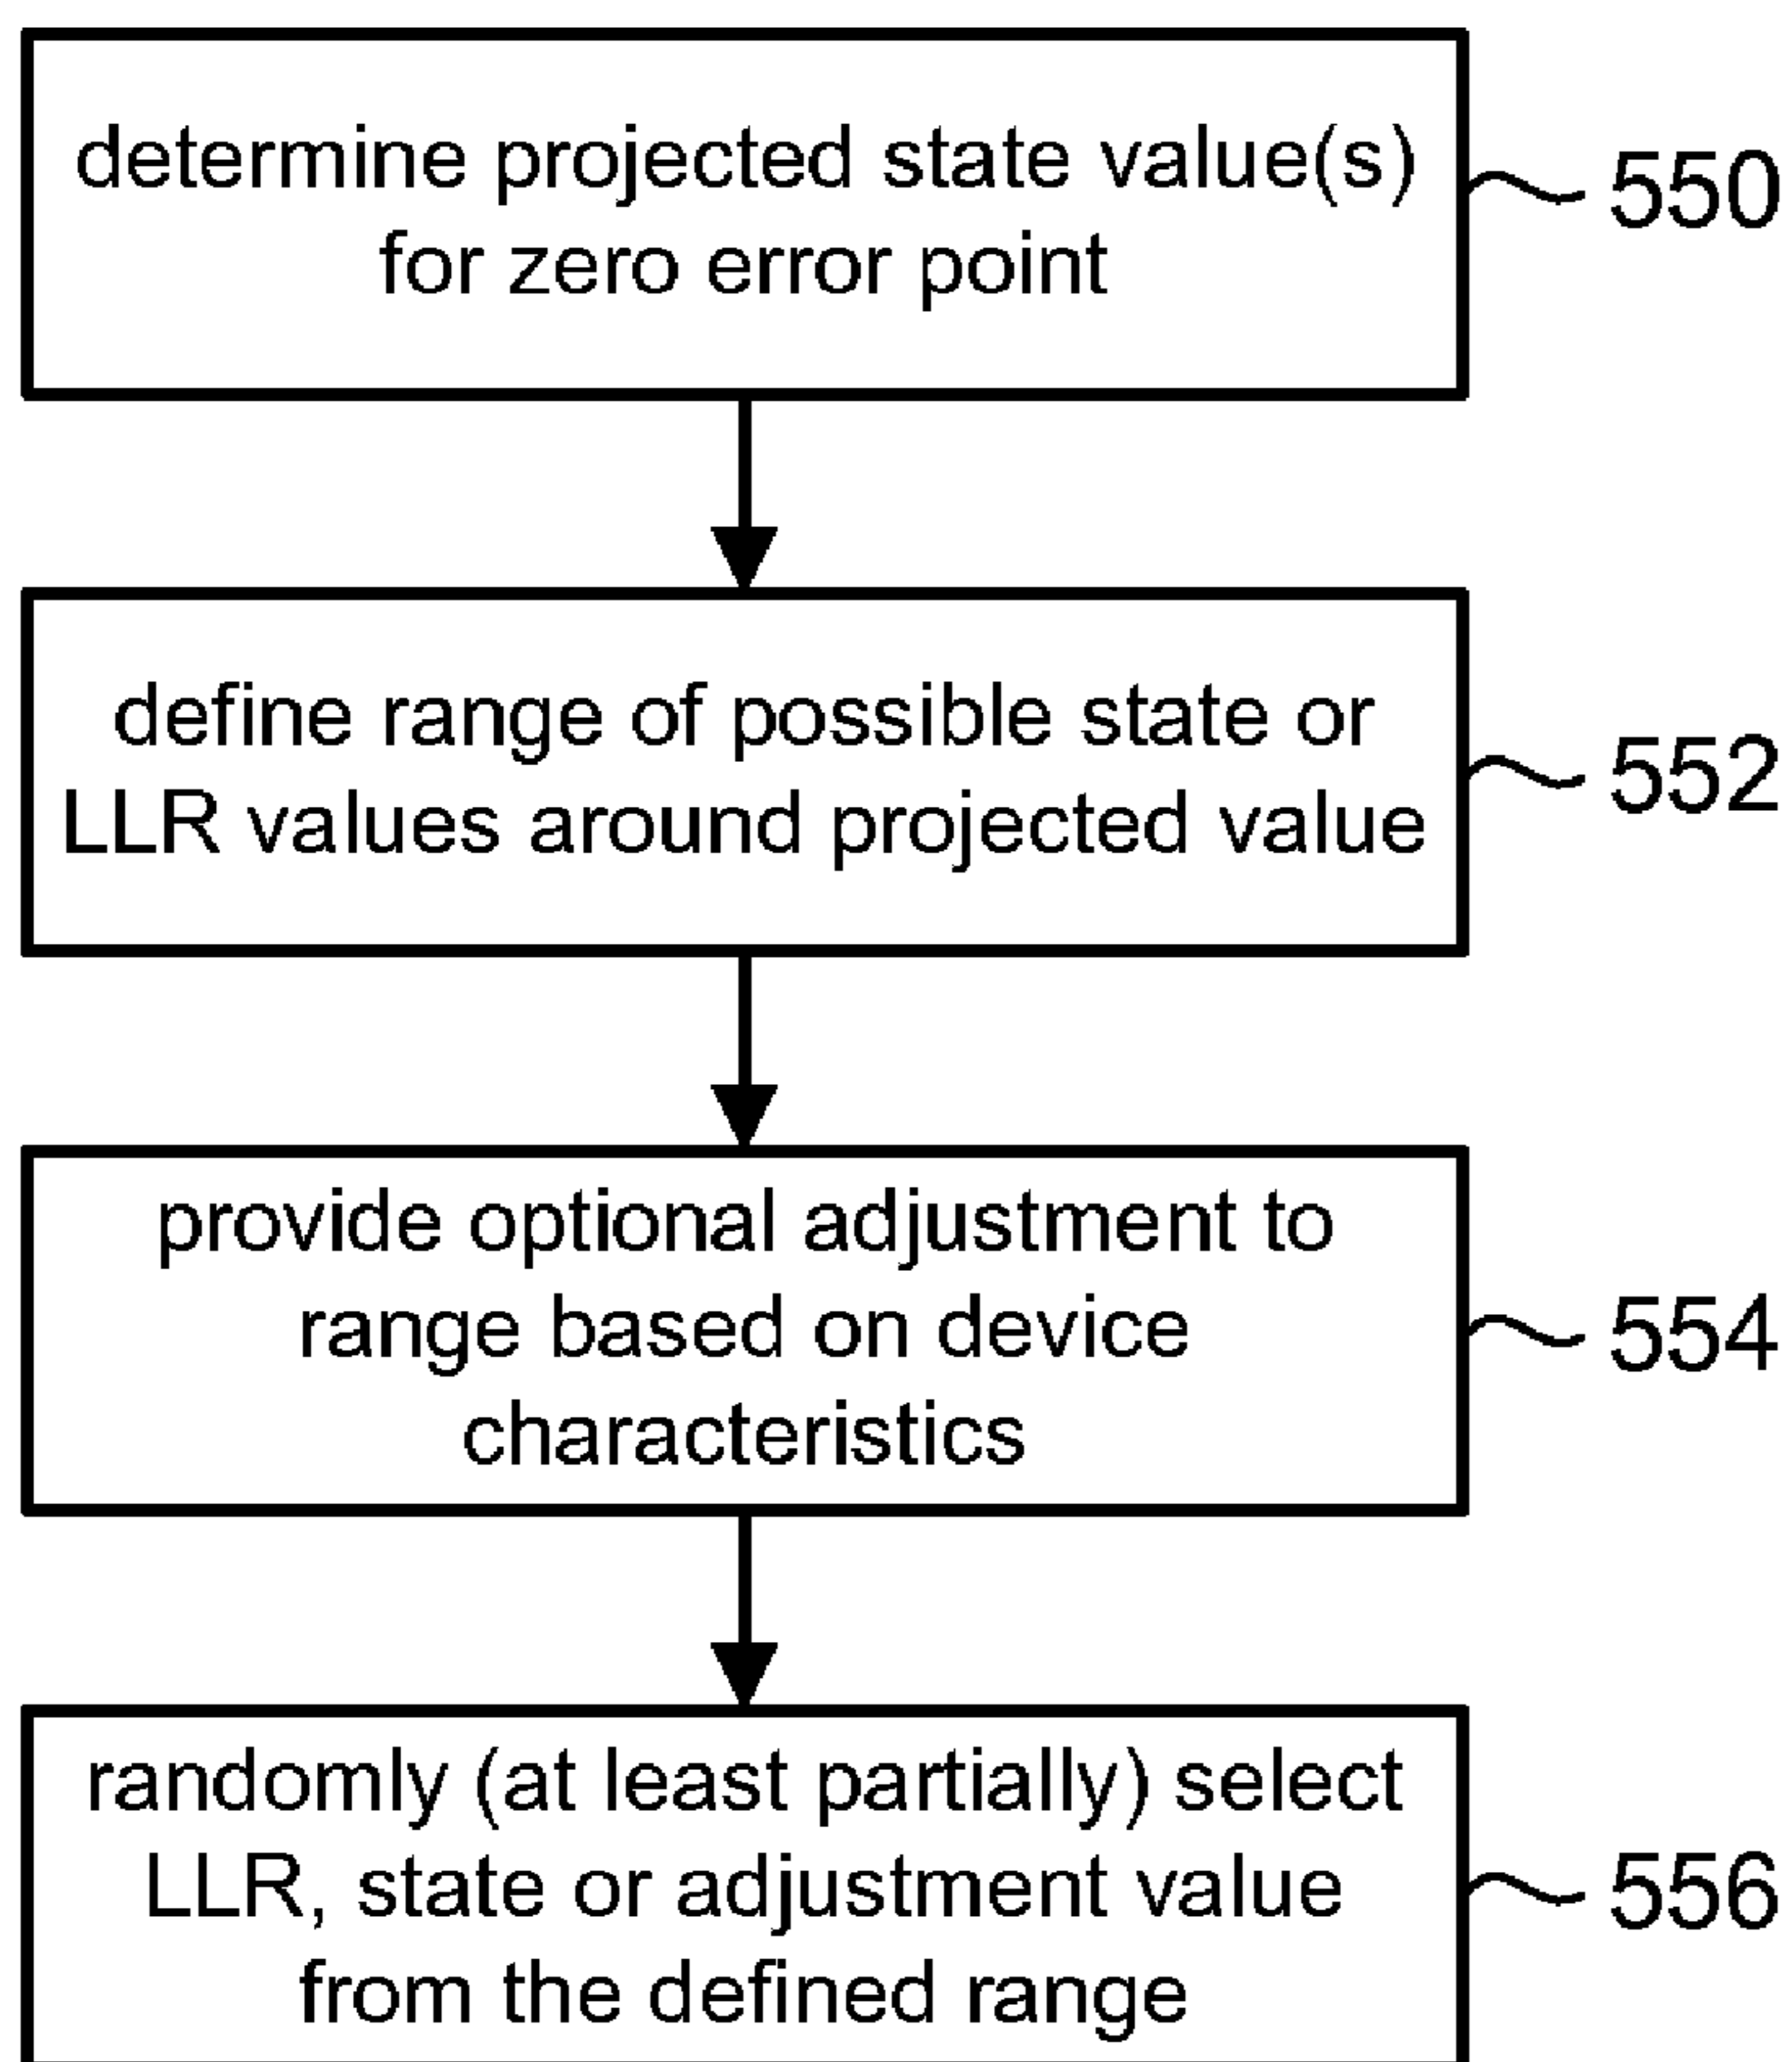 determine projected state value(s)
for zero error point
550
define range of possible state or
LLR values around projected value
552
provide optional adjustment to
range based on device
characteristics
554
randomly (at least partially) select
LLR, state or adjustment value
from the defined range
556